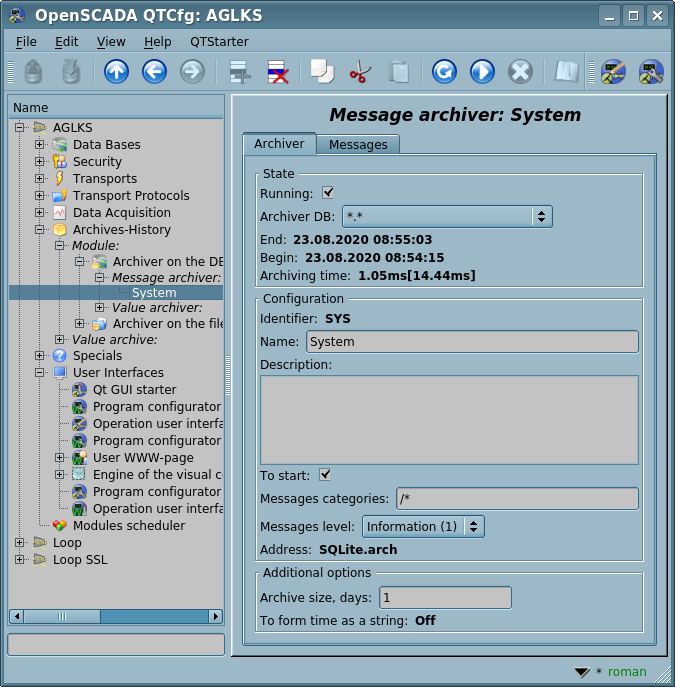 OpenSCADA QTCfg: AGLKS
File Edit View Help QTStarter
Name
AGLKS
Data Bases
Security
Transports
Transport Protocols
Data Acquisition
Archives-History
Module:
Archiver on the DB
Message archiver:
System
Value archiver:
Archiver on the file
Value archive:
Specials
User Interfaces
Qt GUI starter
Program configurator
Operation user interfa
Program configurator
User WWW-page
Engine of the visual c
Program configurator
Operation user interfa
Modules scheduler
Loop
Loop SSL
Message archiver: System
Archiver Messages
State
Running:
Archiver DB: *.*
End: 23.08.2020 08:55:03
Begin: 23.08.2020 08:54:15
Archiving time: 1.05ms[14.44ms]
Configuration
Identifier: SYS
Name: System
Description:
To start:
Messages categories: /*
Messages level: Information (1)
Address: SQLite.arch
Additional options
Archive size, days: 1
To form time as a string: Off
* roman